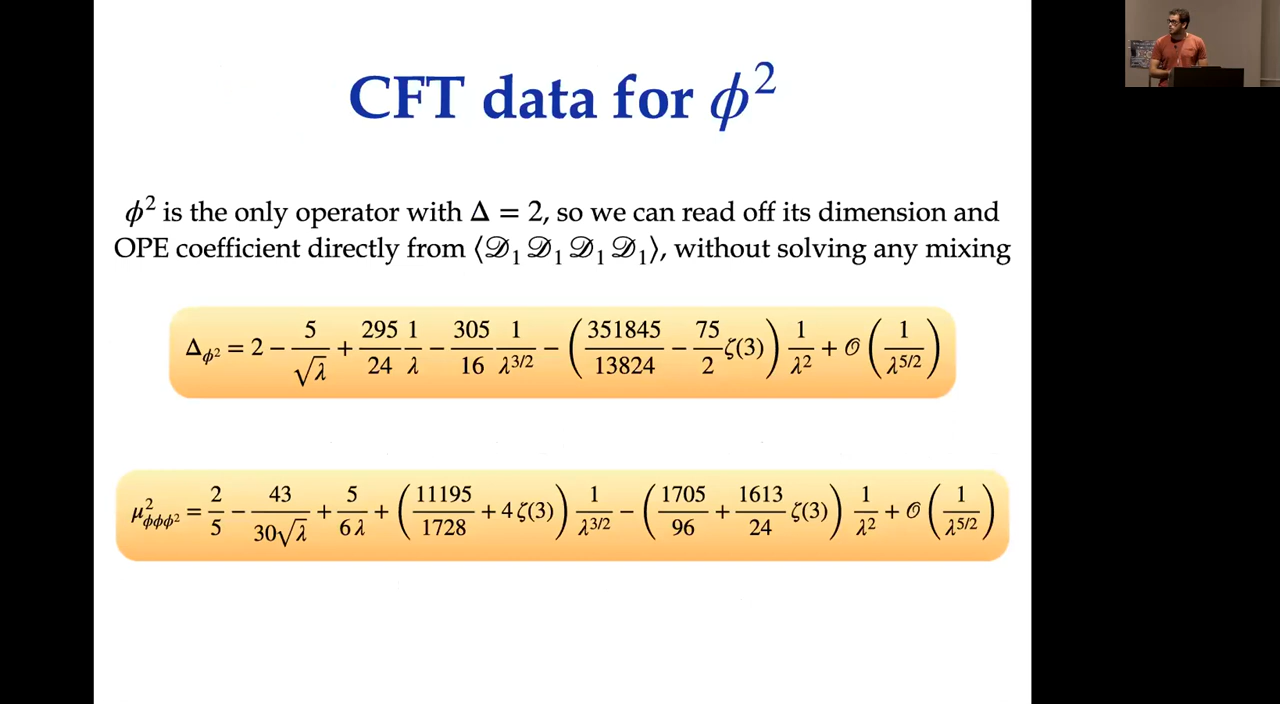 CFT data for ϕ²
ϕ² is the only operator with Δ = 2, so we can read off its dimension and
OPE coefficient directly from ⟨𝒟₁ 𝒟₁ 𝒟₁ 𝒟₁⟩, without solving any mixing
Δ_{ϕ²} = 2 − 5/√λ + 295/24 1/λ − 305/16 1/λ^{3/2} − (351845/13824 − 75/2 ζ(3)) 1/λ² + 𝒪(1/λ^{5/2})
μ²_{ϕϕϕ²} = 2/5 − 43/(30√λ) + 5/(6λ) + (11195/1728 + 4 ζ(3)) 1/λ^{3/2} − (1705/96 + 1613/24 ζ(3)) 1/λ² + 𝒪(1/λ^{5/2})